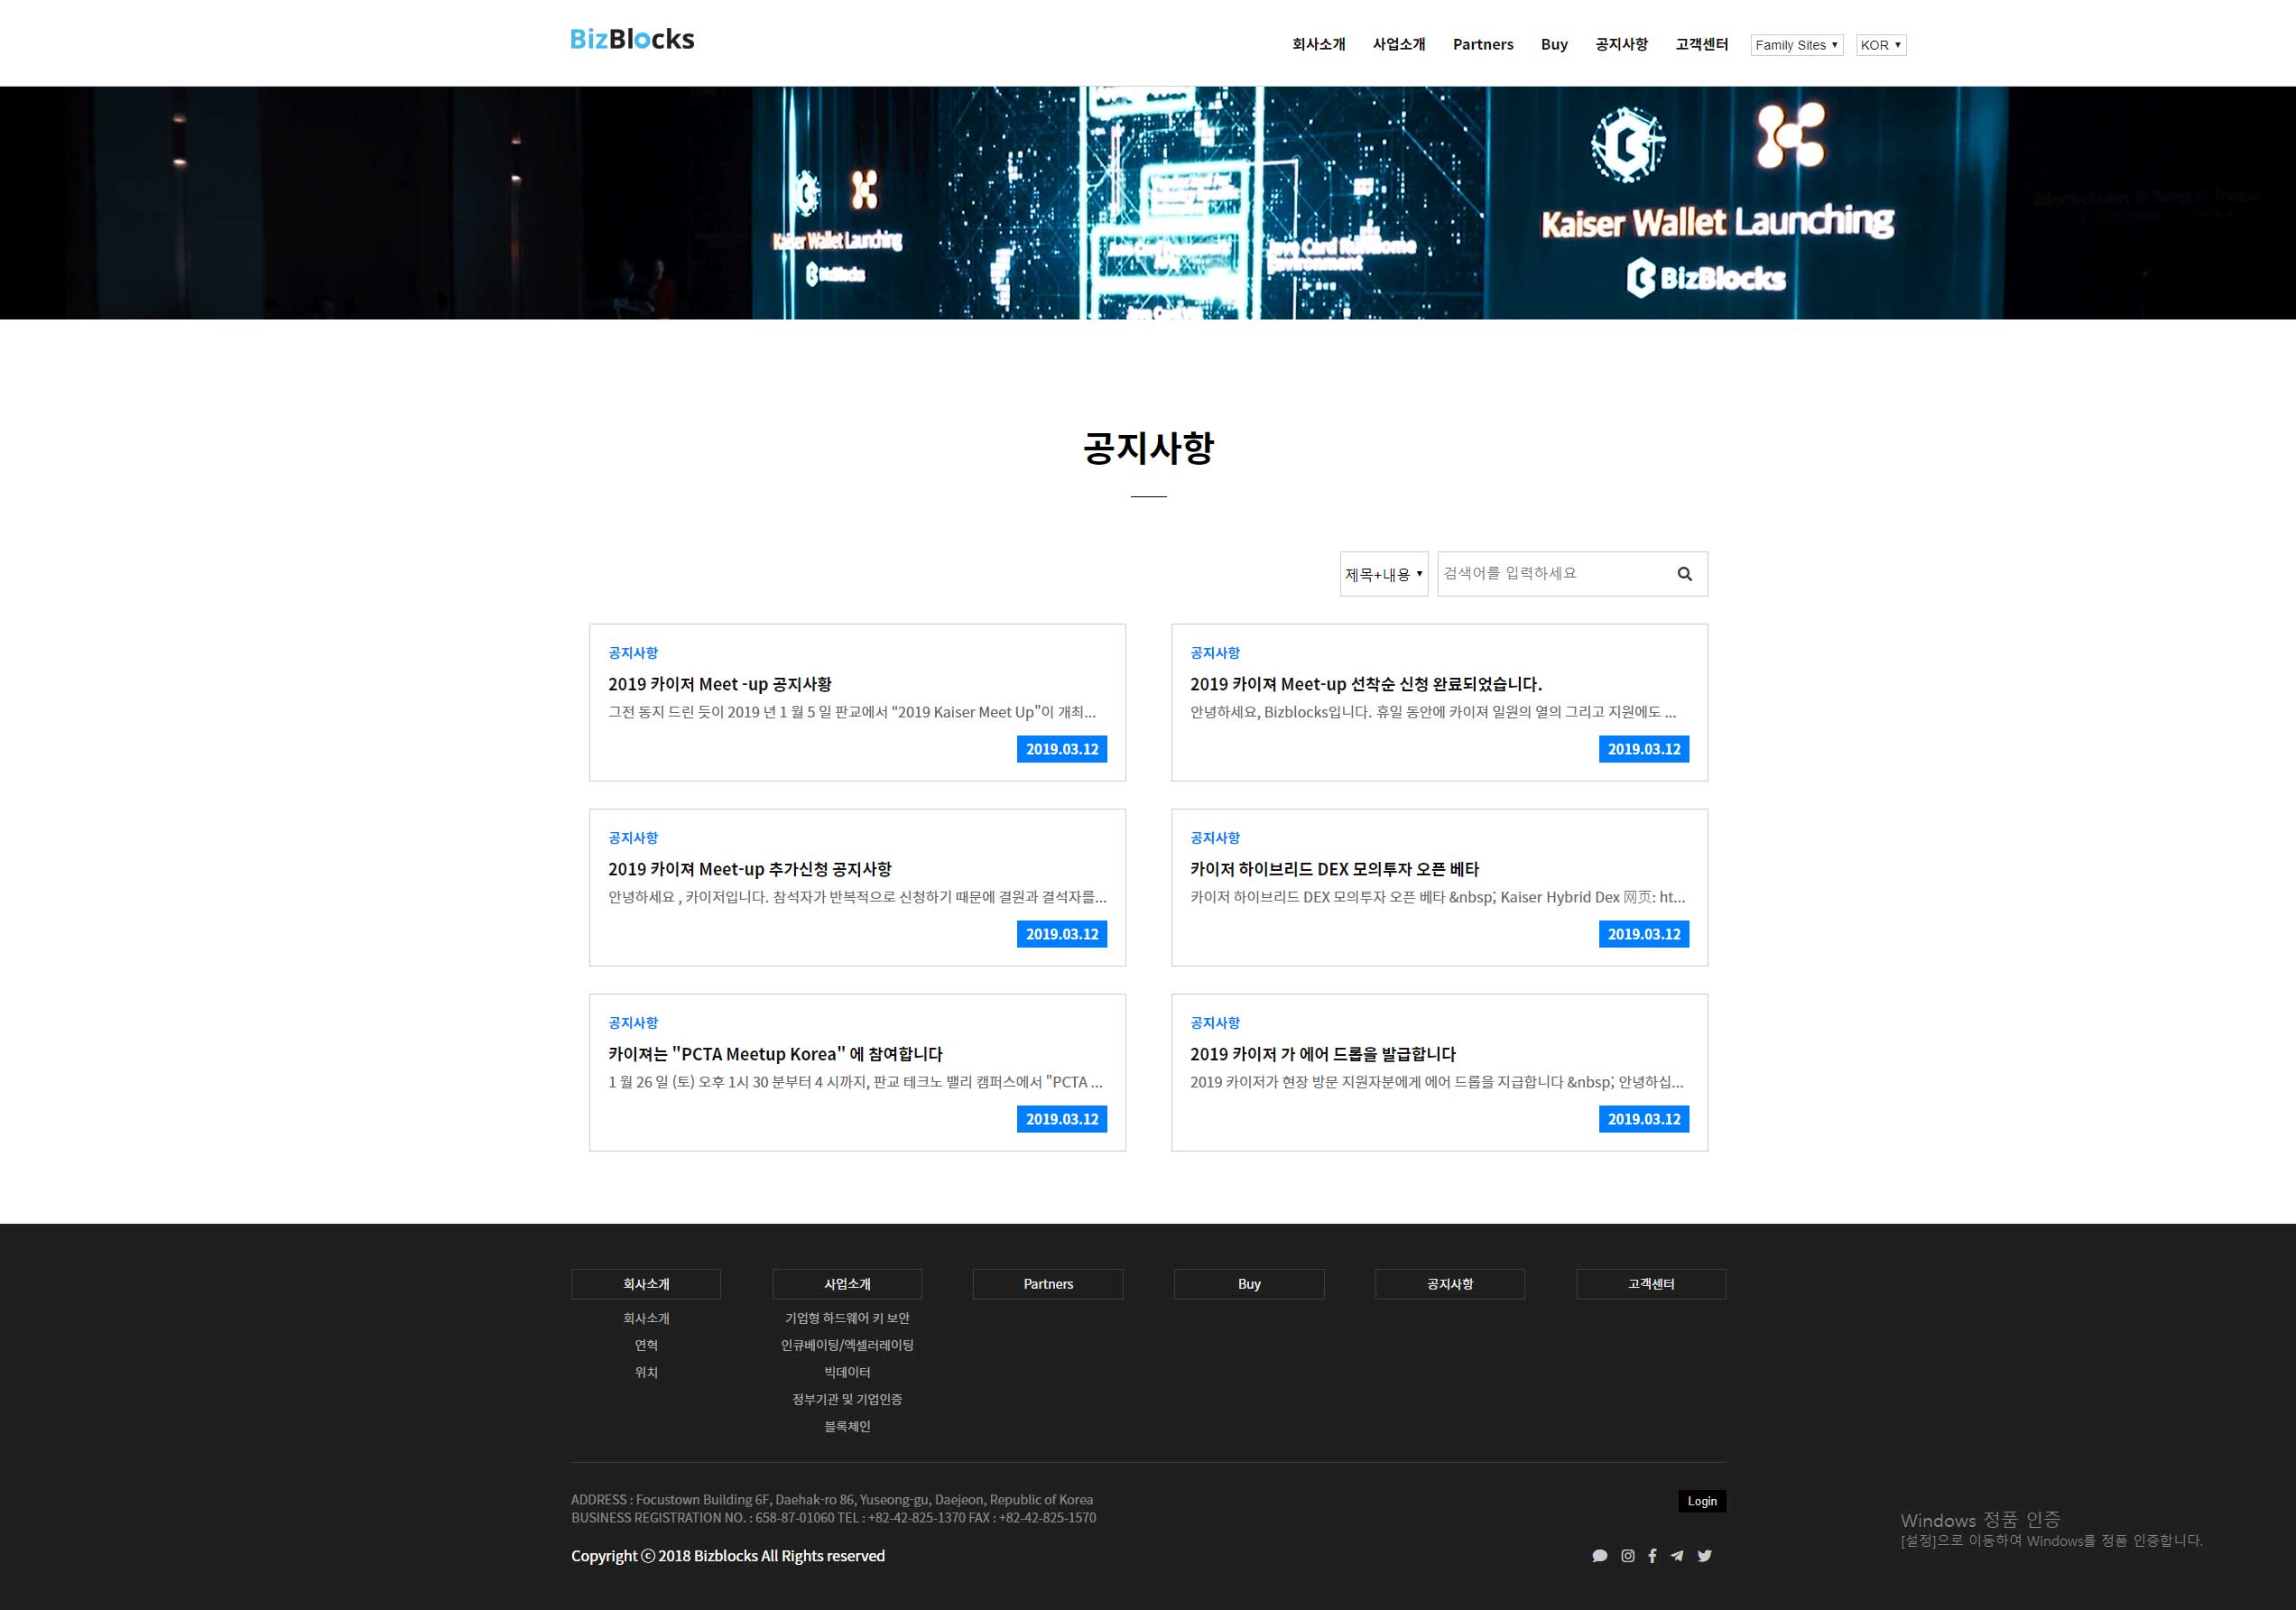 BizBlocks
회사소개 사업소개 Partners Buy 공지사항 고객센터 Family Sites KOR
Kaiser Wallet Launching
BizBlocks
Kaiser Wallet Launching
BizBlocks
공지사항
제목+내용 검색어를 입력하세요
공지사항
2019 카이저 Meet -up 공지사황
그전 동지 드린 듯이 2019 년 1 월 5 일 판교에서 "2019 Kaiser Meet Up"이 개최...
2019.03.12
공지사항
2019 카이져 Meet-up 선착순 신청 완료되었습니다.
안녕하세요, Bizblocks입니다. 휴일 동안에 카이져 일원의 열의 그리고 지원에도 ...
2019.03.12
공지사항
2019 카이져 Meet-up 추가신청 공지사항
안녕하세요 , 카이저입니다. 참석자가 반복적으로 신청하기 때문에 결원과 결석자를...
2019.03.12
공지사항
카이저 하이브리드 DEX 모의투자 오픈 베타
카이저 하이브리드 DEX 모의투자 오픈 베타 &nbsp; Kaiser Hybrid Dex 网页: ht...
2019.03.12
공지사항
카이져는 "PCTA Meetup Korea" 에 참여합니다
1 월 26 일 (토) 오후 1시 30 분부터 4 시까지, 판교 테크노 밸리 캠퍼스에서 "PCTA ...
2019.03.12
공지사항
2019 카이저 가 에어 드롭을 발급합니다
2019 카이저가 현장 방문 지원자분에게 에어 드롭을 지급합니다 &nbsp; 안녕하십...
2019.03.12
회사소개 사업소개 Partners Buy 공지사항 고객센터
회사소개 기업형 하드웨어 키 보안
연혁 인큐베이팅/엑셀러레이팅
위치 빅데이터
정부기관 및 기업인증
블록체인
ADDRESS : Focustown Building 6F, Daehak-ro 86, Yuseong-gu, Daejeon, Republic of Korea
Login
BUSINESS REGISTRATION NO. : 658-87-01060 TEL : +82-42-825-1370 FAX : +82-42-825-1570
Windows 정품 인증
[설정]으로 이동하여 Windows를 정품 인증합니다.
Copyright ⓒ 2018 Bizblocks All Rights reserved